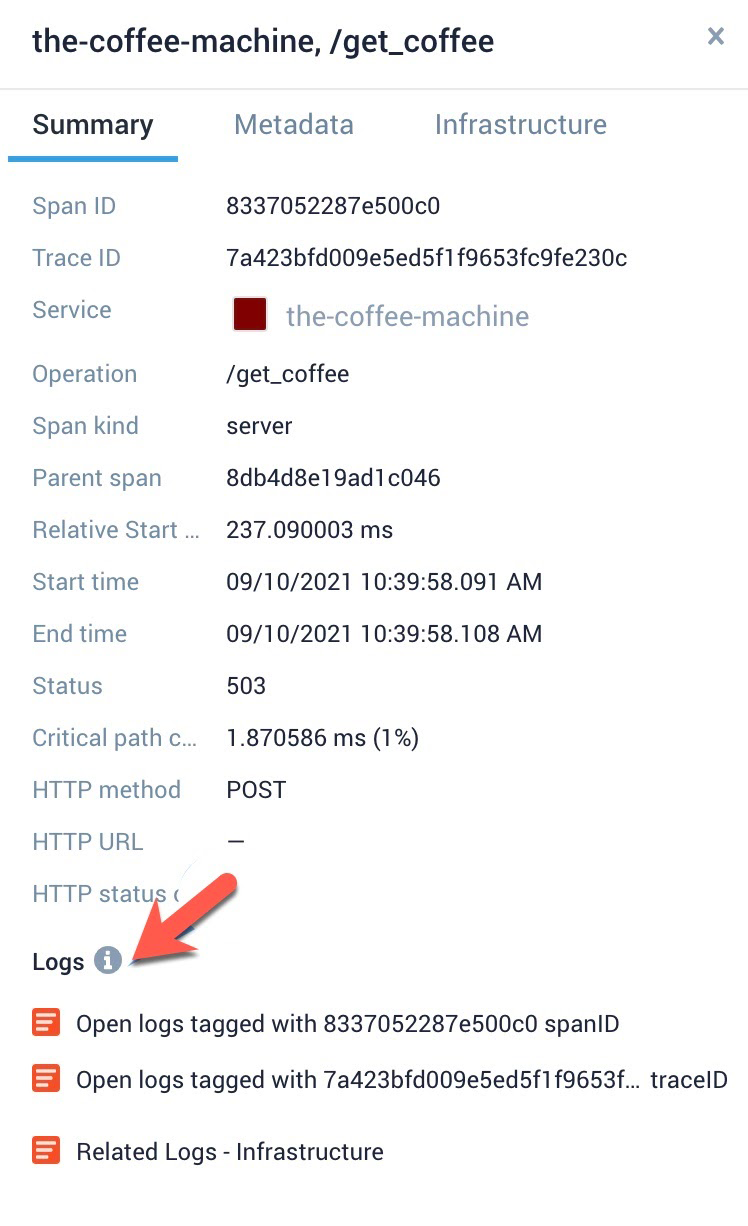 the-coffee-machine, /get_coffee
Summary Metadata Infrastructure
Span ID 8337052287e500c0
Trace ID 7a423bfd009e5ed5f1f9653fc9fe230c
Service the-coffee-machine
Operation /get_coffee
Span kind server
Parent span 8db4d8e19ad1c046
Relative Start ... 237.090003 ms
Start time 09/10/2021 10:39:58.091 AM
End time 09/10/2021 10:39:58.108 AM
Status 503
Critical path c... 1.870586 ms (1%)
HTTP method POST
HTTP URL —
HTTP status
Logs
Open logs tagged with 8337052287e500c0 spanID
Open logs tagged with 7a423bfd009e5ed5f1f9653f... traceID
Related Logs - Infrastructure